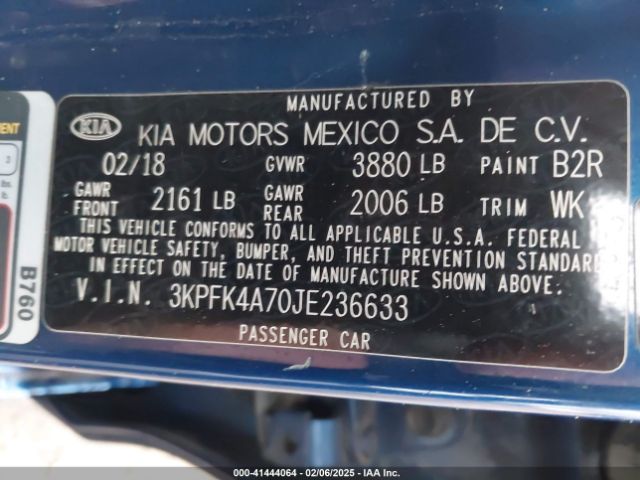 MANUFACTURED BY
KIA KIA MOTORS MEXICO S.A. DE C.V.
02/18 GVWR 3880 LB PAINT B2R
GAWR FRONT 2161 LB GAWR REAR 2006 LB TRIM WK
THIS VEHICLE CONFORMS TO ALL APPLICABLE U.S.A. FEDERAL
MOTOR VEHICLE SAFETY, BUMPER, AND THEFT PREVENTION STANDARD
IN EFFECT ON THE DATE OF MANUFACTURE SHOWN ABOVE.
V.I.N. 3KPFK4A70JE236633
PASSENGER CAR
B760
© - 41444064 - 02/06/2025 - IAA Inc.